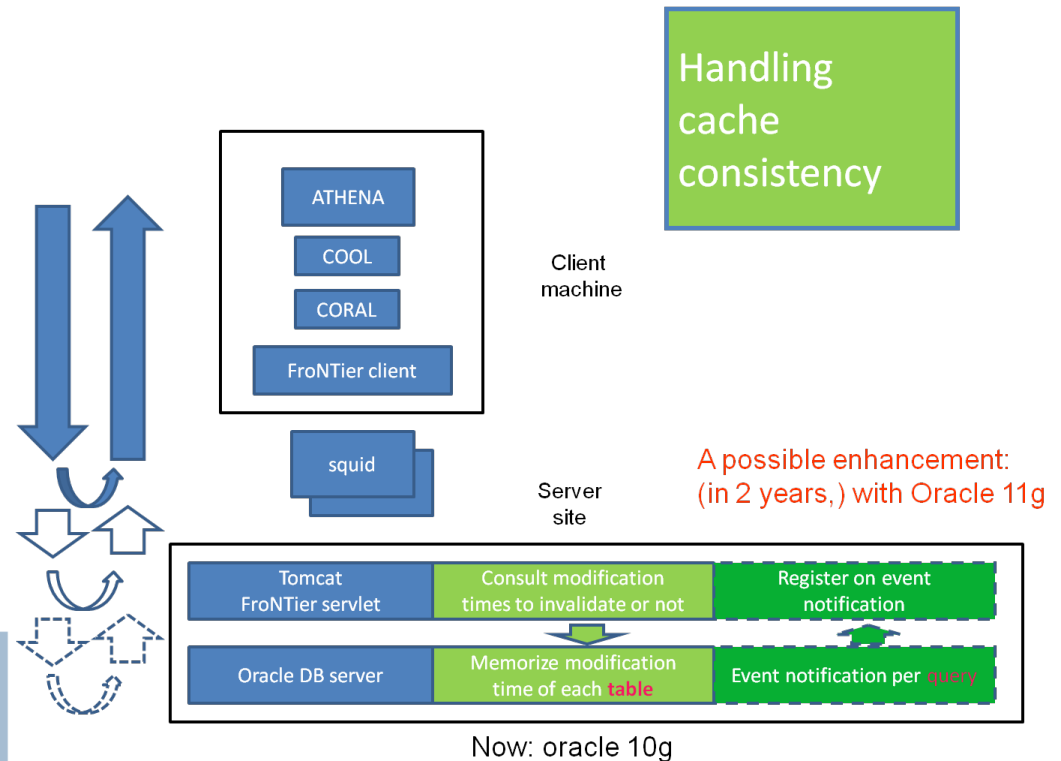 Handling
cache
consistency
ATHENA
COOL
CORAL
FroNTier client
Client
machine
squid
A possible enhancement:
(in 2 years,) with Oracle 11g
Server
site
Tomcat
FroNTier servlet
Consult modification
times to invalidate or not
Register on event
notification
Oracle DB server
Memorize modification
time of each table
Event notification per query
Now: oracle 10g